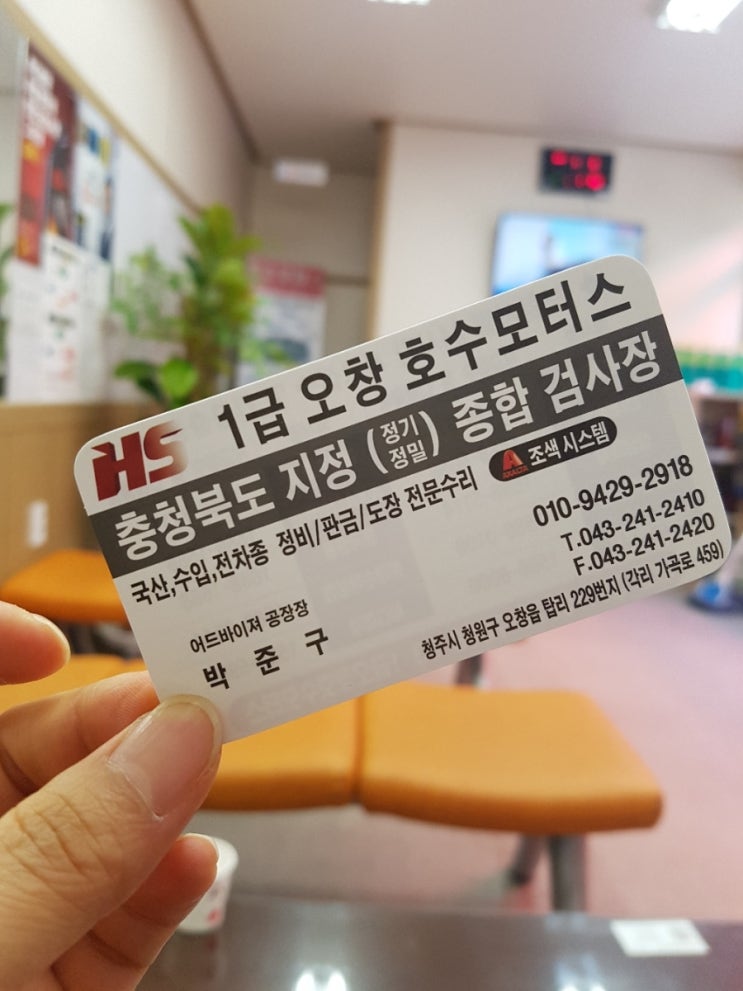 HS 1급 오창 호수모터스
충청북도 지정 (정기 정밀) 종합 검사장
국산,수입,전차종 정비/판금/도장 전문수리 AXALTA 조색 시스템
010-9429-2918
T.043-241-2410
F.043-241-2420
어드바이져 공장장
박 준 구
청주시 청원구 오창읍 탑리 229번지 (각리 가곡로 459)